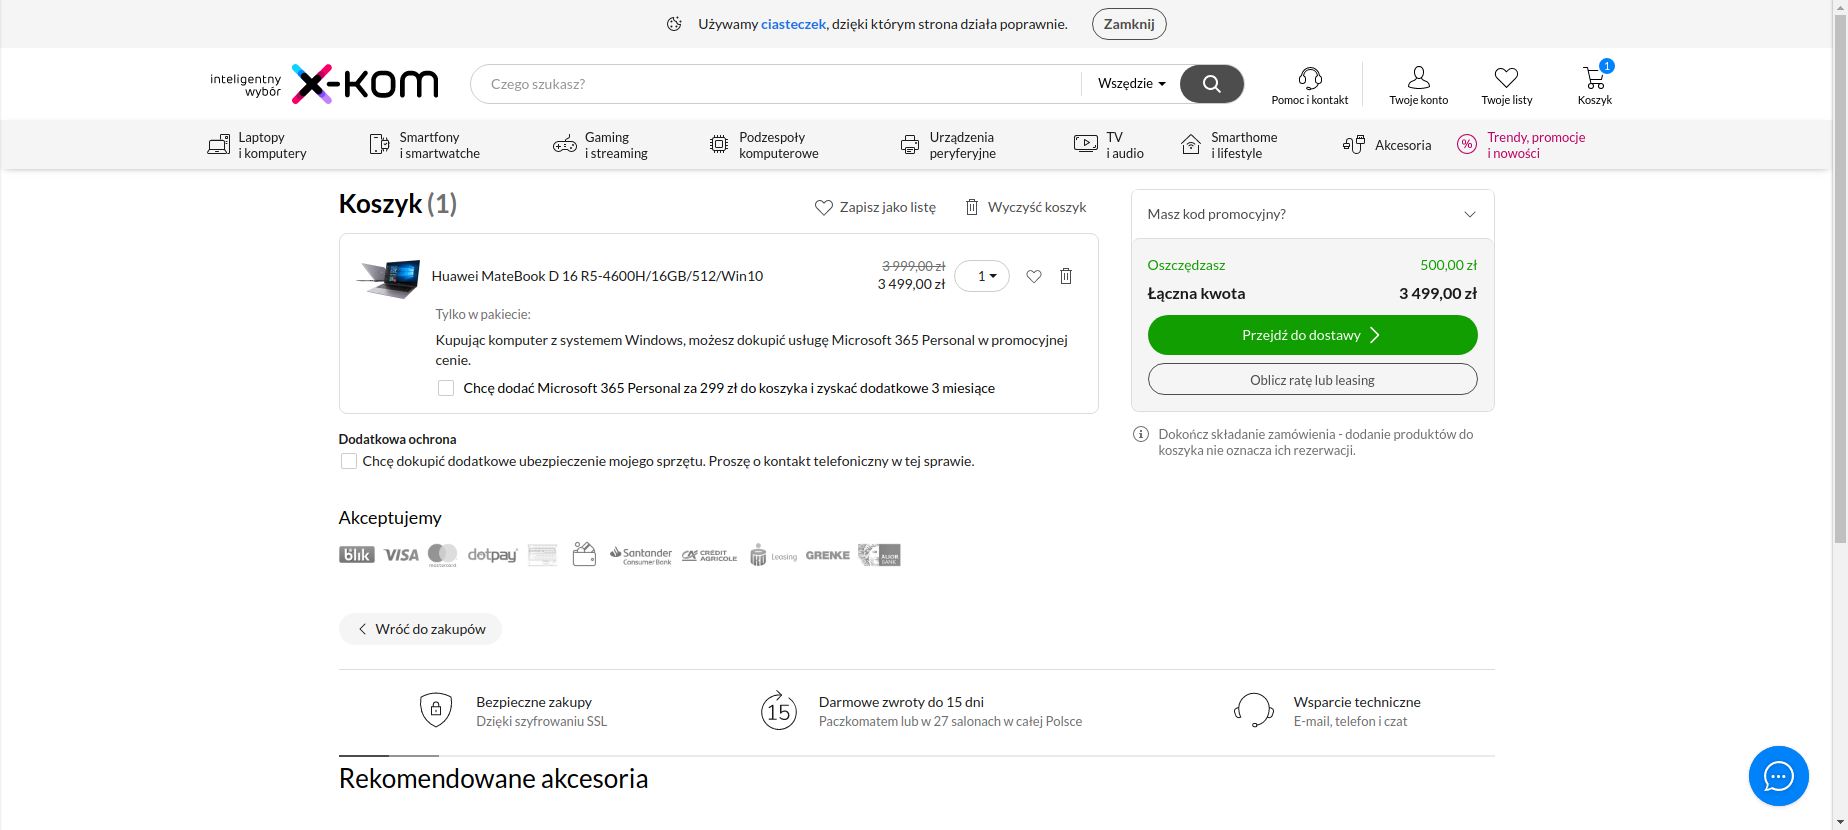 Używamy ciasteczek, dzięki którym strona działa poprawnie.
Zamknij
inteligentny
wybór
x-kom
Czego szukasz?
Wszędzie
Pomoc i kontakt
Twoje konto
Twoje listy
1
Koszyk
Laptopy
i komputery
Smartfony
i smartwatche
Gaming
i streaming
Podzespoły
komputerowe
Urządzenia
peryferyjne
TV
i audio
Smarthome
i lifestyle
Akcesoria
%
Trendy, promocje
i nowości
Koszyk (1)
Zapisz jako listę
Wyczyść koszyk
Huawei MateBook D 16 R5-4600H/16GB/512/Win10
3 999,00 zł
3 499,00 zł
1
Tylko w pakiecie:
Kupując komputer z systemem Windows, możesz dokupić usługę Microsoft 365 Personal w promocyjnej
cenie.
Chcę dodać Microsoft 365 Personal za 299 zł do koszyka i zyskać dodatkowe 3 miesiące
Masz kod promocyjny?
Oszczędzasz 500,00 zł
Łączna kwota 3 499,00 zł
Przejdź do dostawy
Oblicz ratę lub leasing
Dokończ składanie zamówienia - dodanie produktów do
koszyka nie oznacza ich rezerwacji.
Dodatkowa ochrona
Chcę dokupić dodatkowe ubezpieczenie mojego sprzętu. Proszę o kontakt telefoniczny w tej sprawie.
Akceptujemy
blik
VISA
mastercard
dotpay
Santander
Consumer Bank
CRÉDIT
AGRICOLE
Leasing
GRENKE
ALIOR
BANK
Wróć do zakupów
Bezpieczne zakupy
Dzięki szyfrowaniu SSL
15
Darmowe zwroty do 15 dni
Paczkomatem lub w 27 salonach w całej Polsce
Wsparcie techniczne
E-mail, telefon i czat
Rekomendowane akcesoria